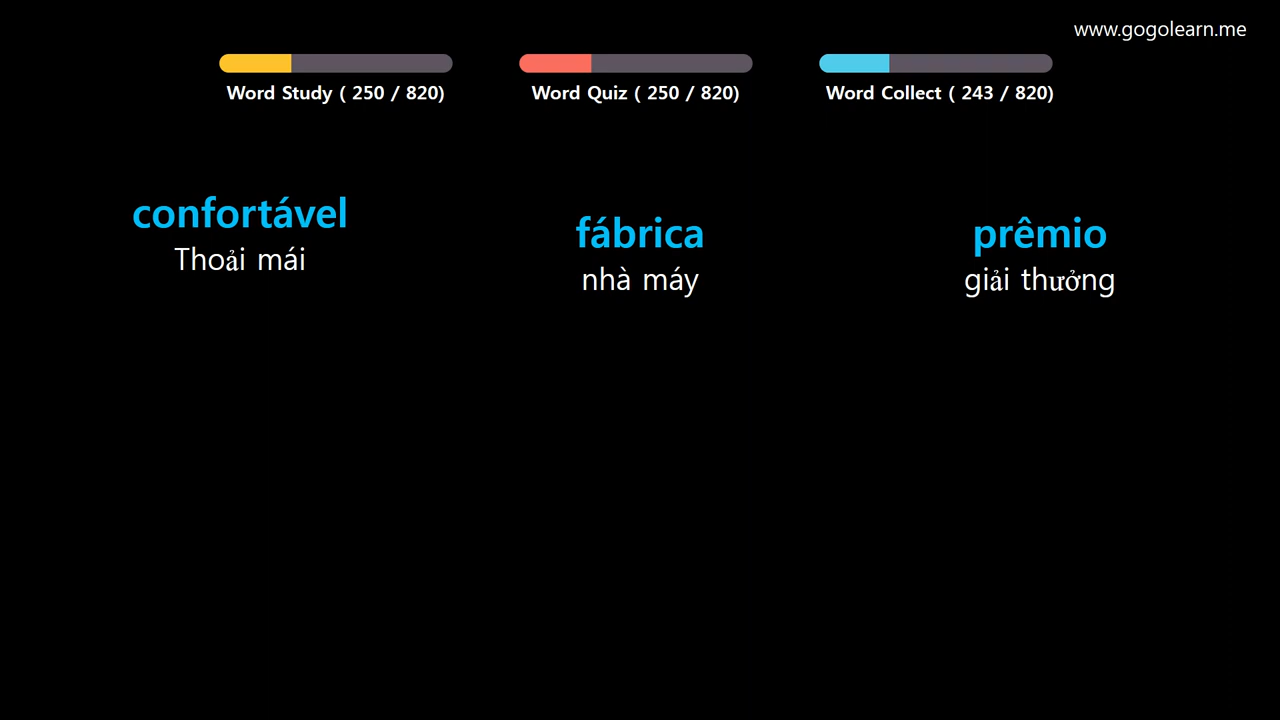 www.gogolearn.me
Word Study ( 250 / 820)
Word Quiz ( 250 / 820)
Word Collect ( 243 / 820)
confortável
Thoải mái
fábrica
nhà máy
prêmio
giải thưởng